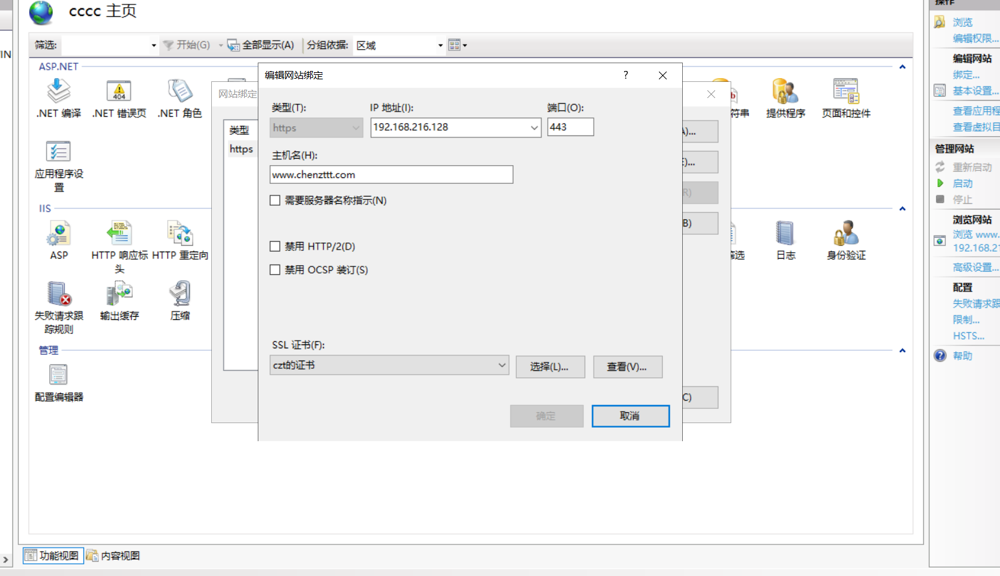 cccc 主页
筛选:
开始(G)
全部显示(A)
分组依据:
区域
ASP.NET
.NET 编译
.NET 错误页
.NET 角色
符串
提供程序
页面和控件
应用程序设
置
IIS
ASP
HTTP 响应标
头
HTTP 重定向
筛选
日志
身份验证
失败请求跟
踪规则
输出缓存
压缩
管理
配置编辑器
网站绑定
类型
https
A)...
E)...
R)
B)
C)
编辑网站绑定
?
类型(T):
IP 地址(I):
端口(O):
https
192.168.216.128
443
主机名(H):
www.chenzttt.com
需要服务器名称指示(N)
禁用 HTTP/2(D)
禁用 OCSP 装订(S)
SSL 证书(F):
czt的证书
选择(L)...
查看(V)...
确定
取消
操作
浏览
编辑权限...
编辑网站
绑定...
基本设置...
查看应用程
查看虚拟目
管理网站
重新启动
启动
停止
浏览网站
浏览 www.
192.168.21
高级设置...
配置
失败请求跟
限制...
HSTS...
帮助
功能视图
内容视图